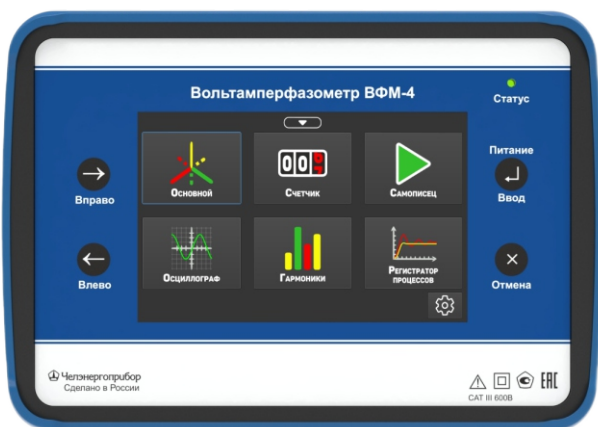 Вольтамперфазометр ВФМ-4
Статус
Питание
Вправо
Ввод
Влево
Отмена
Основной
Счетчик
Самописец
Осциллограф
Гармоники
Регистратор
процессов
Челэнергоприбор
Сделано в России
EAC
CAT III 600В